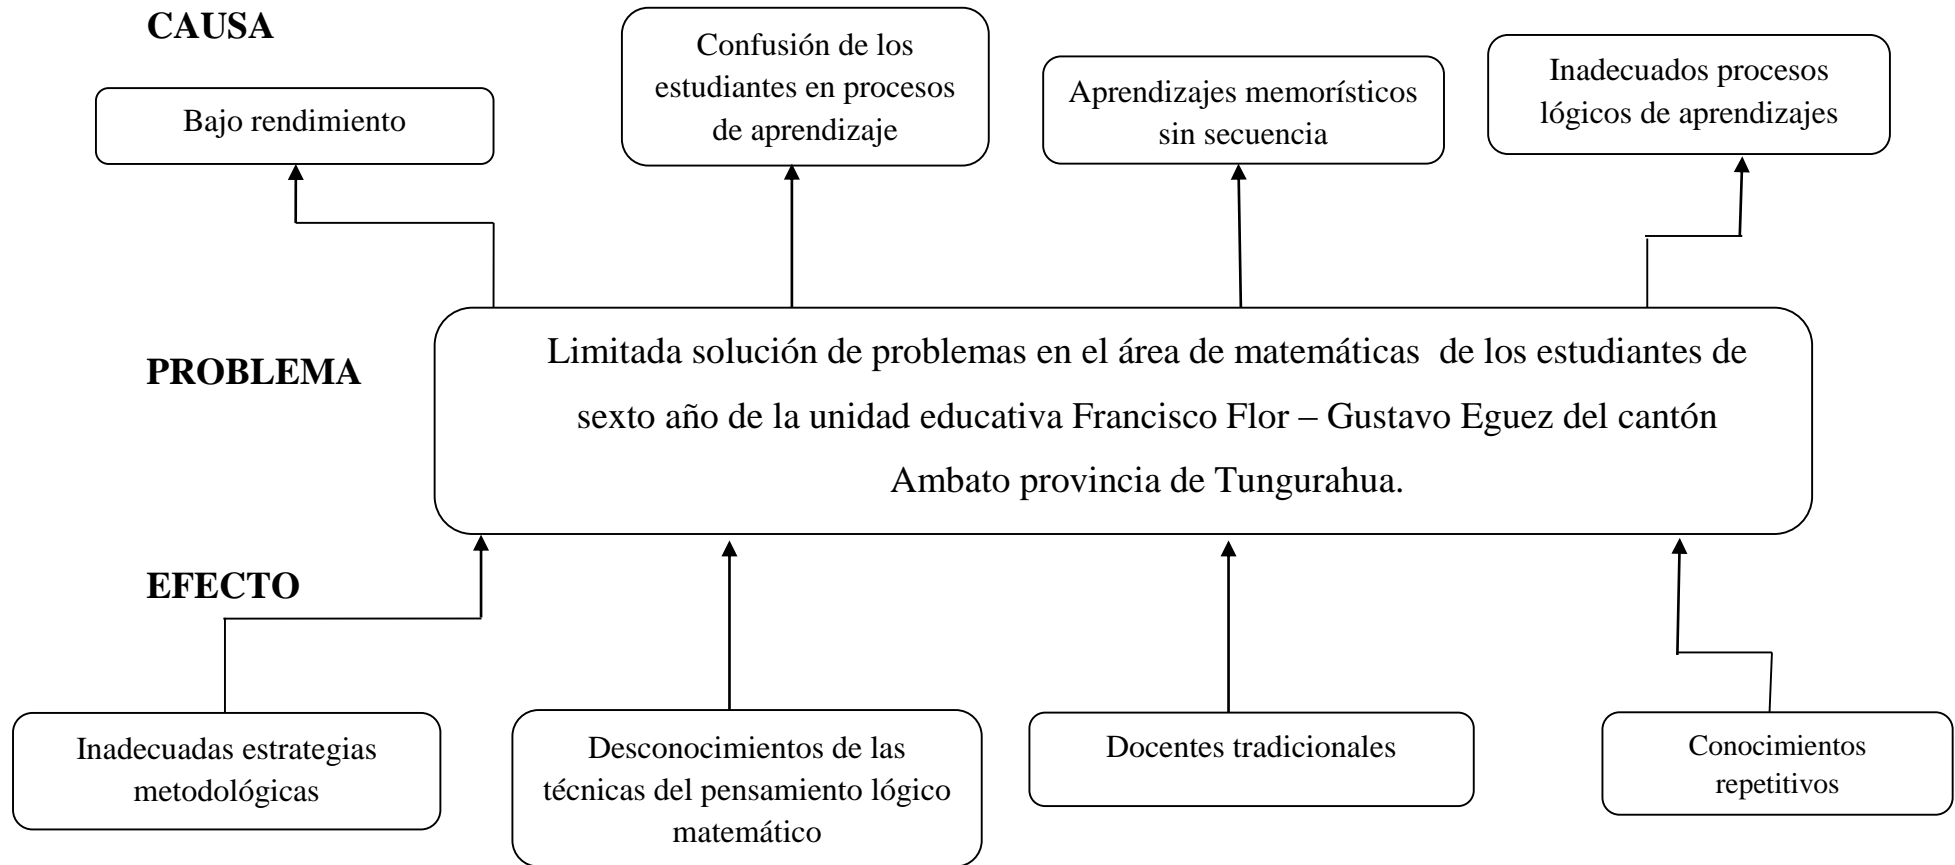 CAUSA
Bajo rendimiento
Confusión de los
estudiantes en procesos
de aprendizaje
Aprendizajes memorísticos
sin secuencia
Inadecuados procesos
lógicos de aprendizajes
PROBLEMA
Limitada solución de problemas en el área de matemáticas de los estudiantes de
sexto año de la unidad educativa Francisco Flor – Gustavo Eguez del cantón
Ambato provincia de Tungurahua.
EFECTO
Inadecuadas estrategias
metodológicas
Desconocimientos de las
técnicas del pensamiento lógico
matemático
Docentes tradicionales
Conocimientos
repetitivos